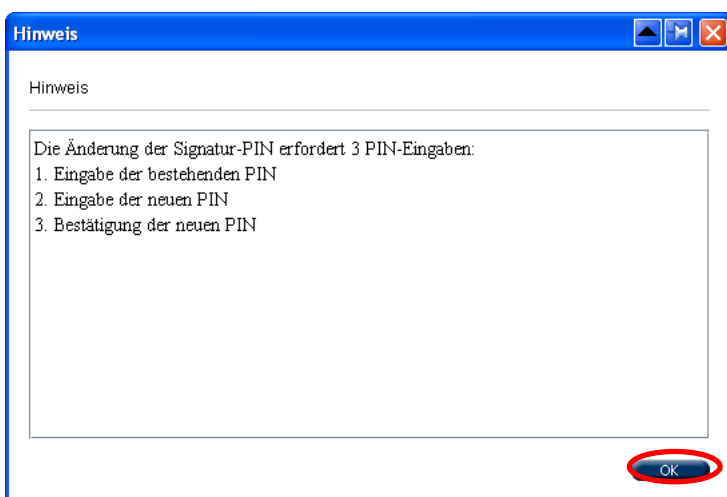 Hinweis
Hinweis
Die Änderung der Signatur-PIN erfordert 3 PIN-Eingaben:
1. Eingabe der bestehenden PIN
2. Eingabe der neuen PIN
3. Bestätigung der neuen PIN
OK